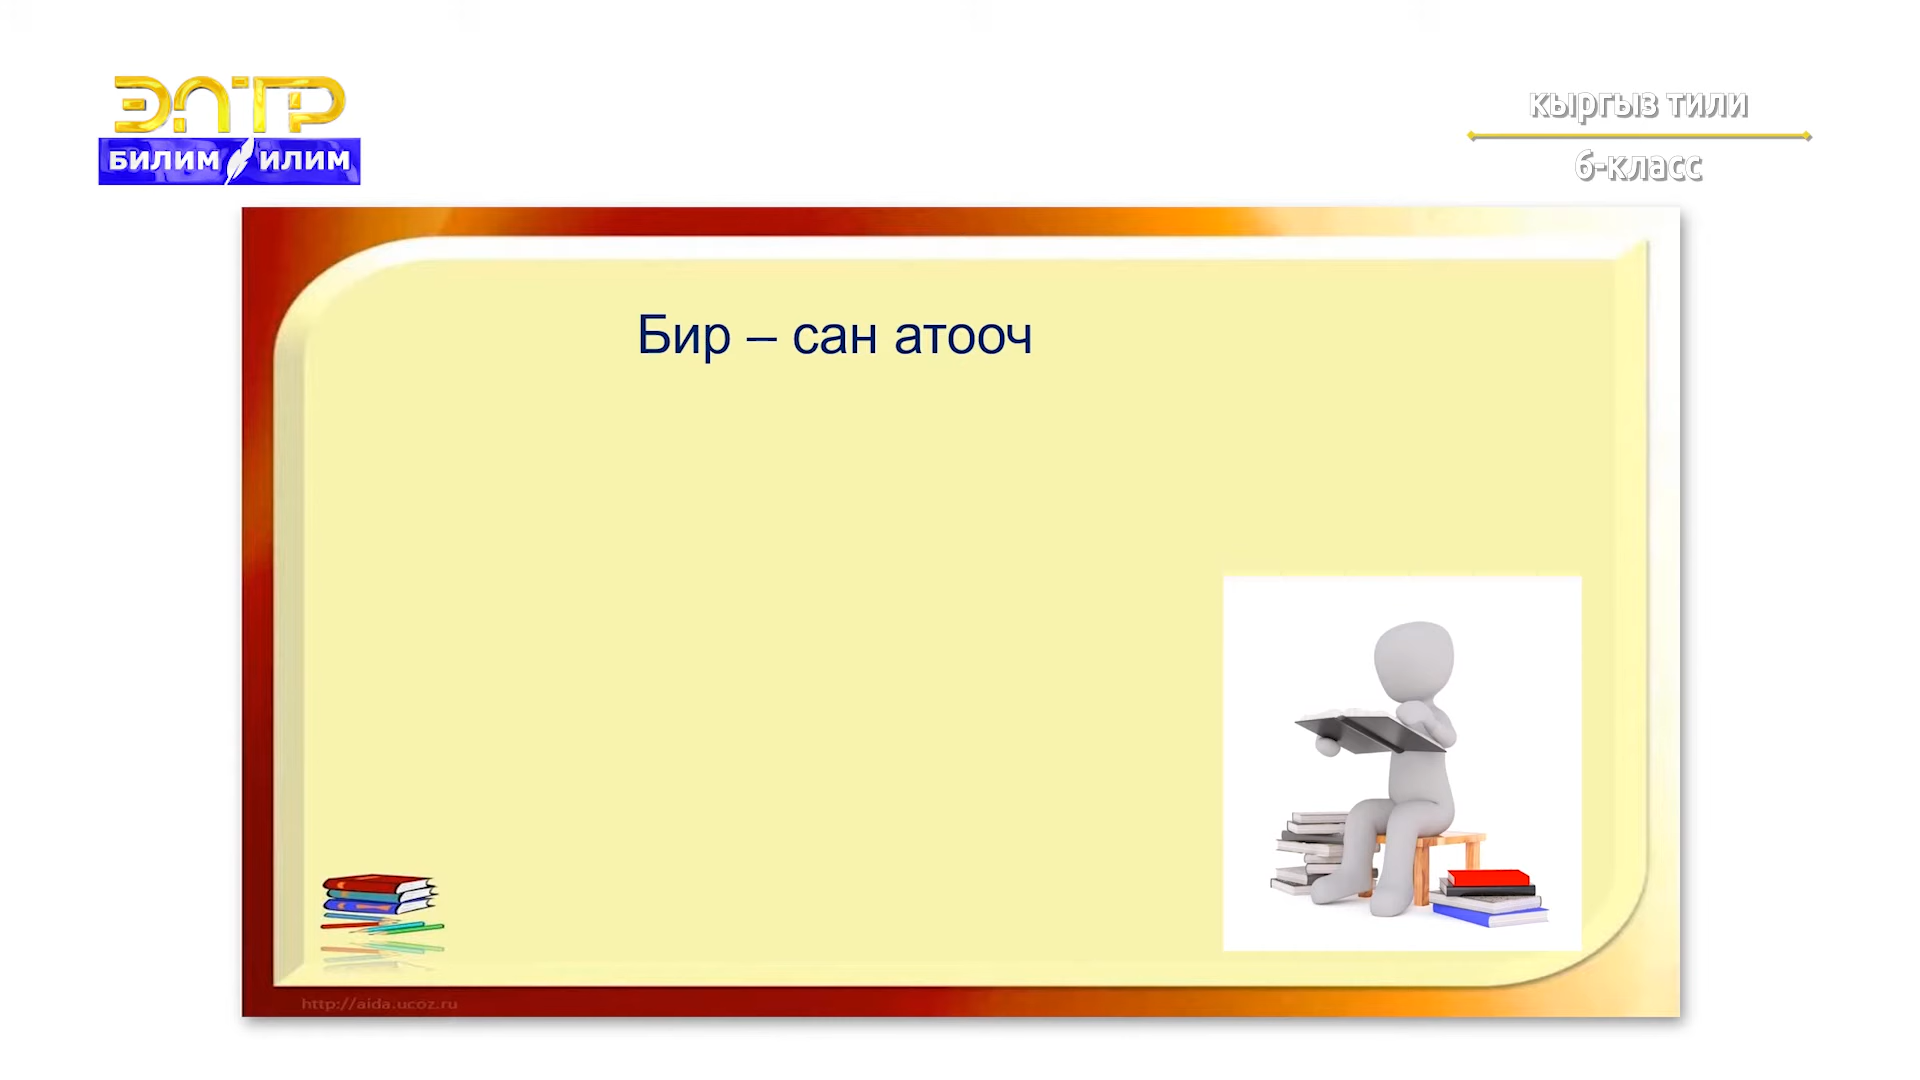 ЭЛТР
БИЛИМ ИЛИМ
кыргыз тили
6-класс
Бир – сан атооч
http://aida.ucoz.ru